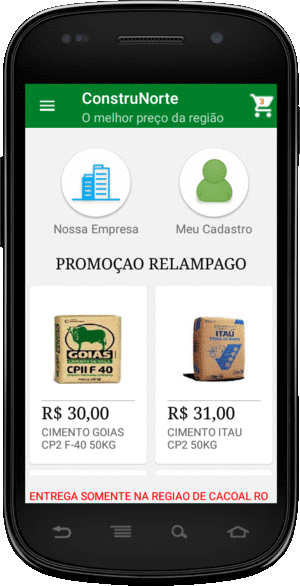 ConstruNorte
O melhor preço da região
3
Nossa Empresa
Meu Cadastro
PROMOÇAO RELAMPAGO
GOIAS
CPII F 40
ITAÚ
R$ 30,00
R$ 31,00
CIMENTO GOIAS
CP2 F-40 50KG
CIMENTO ITAU
CP2 50KG
ENTREGA SOMENTE NA REGIAO DE CACOAL RO